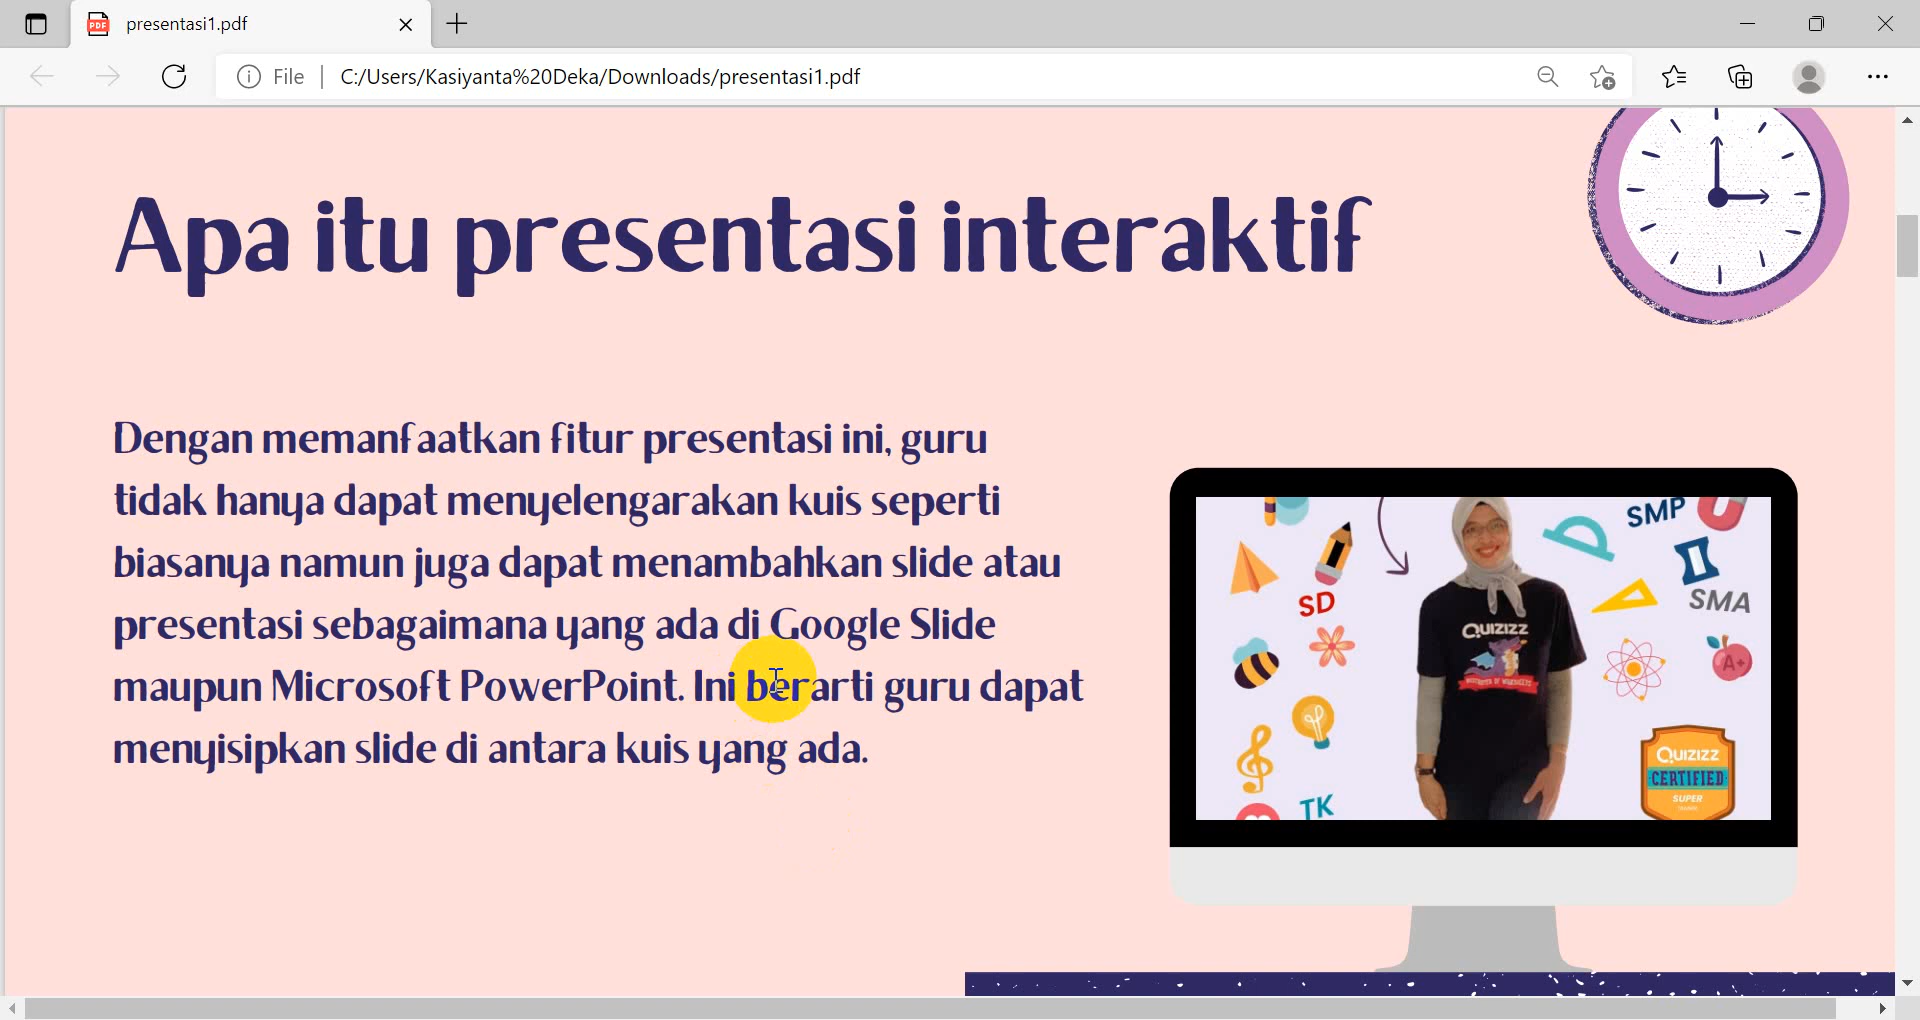 presentasi1.pdf
File
C:/Users/Kasiyanta%20Deka/Downloads/presentasi1.pdf
Apa itu presentasi interaktif
Dengan memanfaatkan fitur presentasi ini, guru
tidak hanya dapat menyelengarakan kuis seperti
biasanya namun juga dapat menambahkan slide atau
presentasi sebagaimana yang ada di Google Slide
maupun Microsoft PowerPoint. Ini berarti guru dapat
menyisipkan slide di antara kuis yang ada.
SMP
SD
SMA
QUIZIZZ
A+
TK
QUIZIZZ
CERTIFIED
SUPER